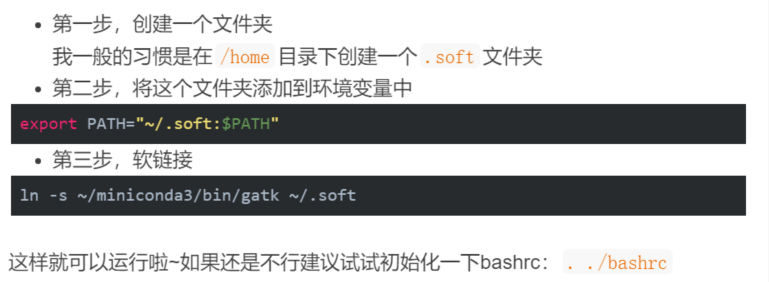 第一步，创建一个文件夹
我一般的习惯是在 /home 目录下创建一个 .soft 文件夹
第二步，将这个文件夹添加到环境变量中
export PATH="~/.soft:$PATH"
第三步，软链接
ln -s ~/miniconda3/bin/gatk ~/.soft
这样就可以运行啦~如果还是不行建议试试初始化一下bashrc： . ./bashrc